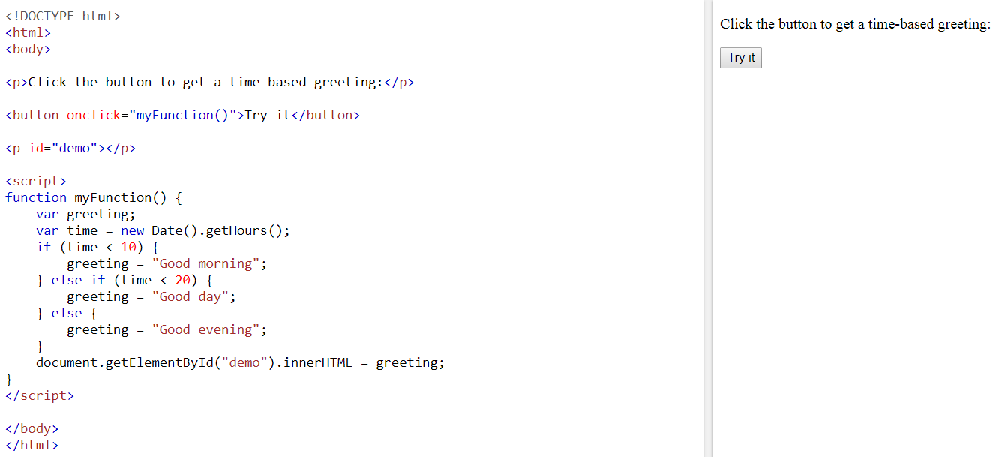 <!DOCTYPE html>
<html>
<body>
<p>Click the button to get a time-based greeting:</p>
<button onclick="myFunction()">Try it</button>
<p id="demo"></p>
<script>
function myFunction() {
    var greeting;
    var time = new Date().getHours();
    if (time < 10) {
        greeting = "Good morning";
    } else if (time < 20) {
        greeting = "Good day";
    } else {
        greeting = "Good evening";
    }
    document.getElementById("demo").innerHTML = greeting;
}
</script>
</body>
</html>
Click the button to get a time-based greeting:
Try it